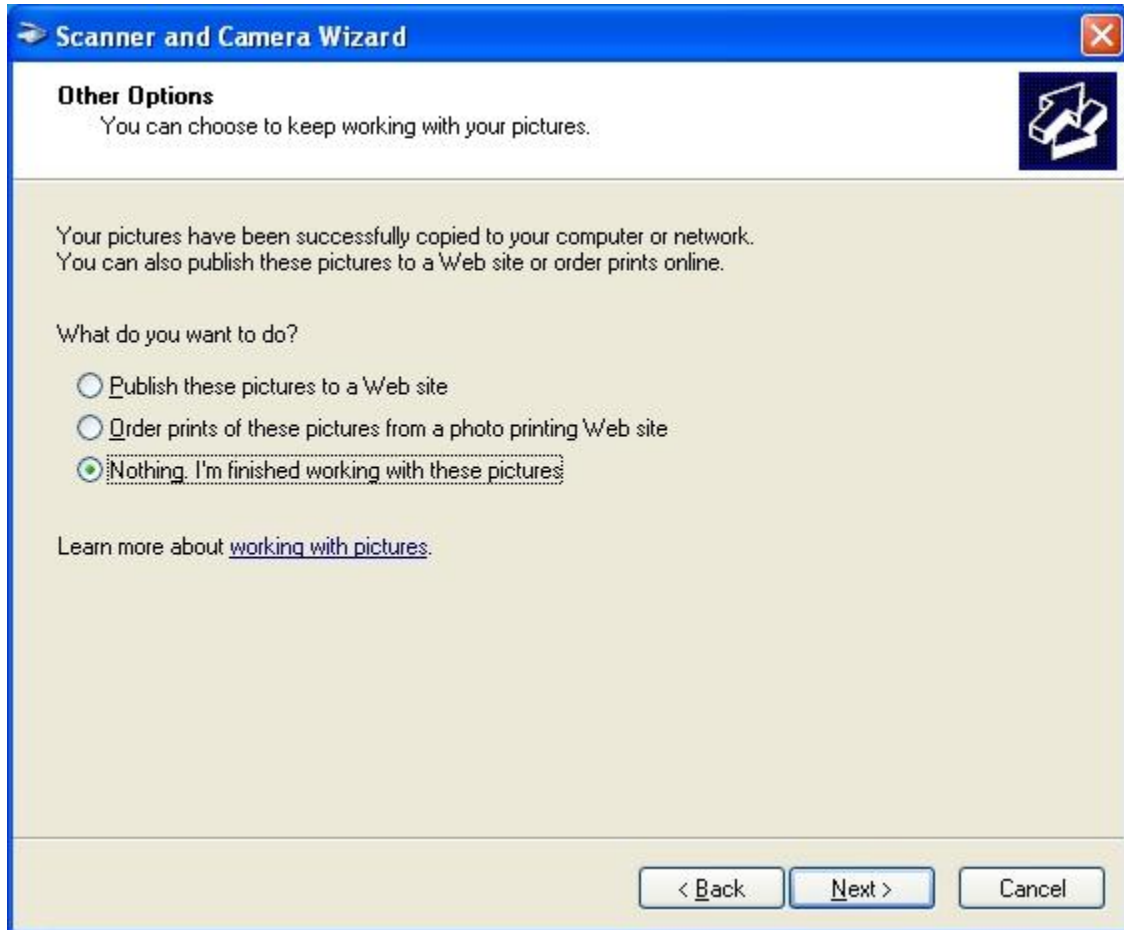 Scanner and Camera Wizard
Other Options
You can choose to keep working with your pictures.
Your pictures have been successfully copied to your computer or network.
You can also publish these pictures to a Web site or order prints online.
What do you want to do?
Publish these pictures to a Web site
Order prints of these pictures from a photo printing Web site
Nothing. I'm finished working with these pictures
Learn more about working with pictures.
< Back Next > Cancel